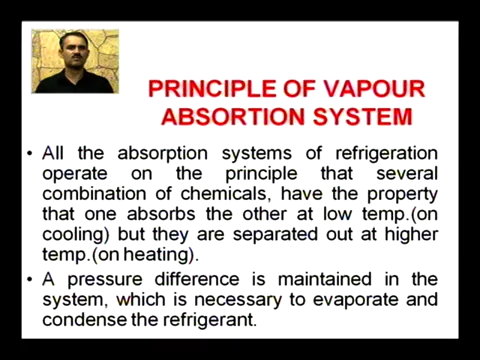 PRINCIPLE OF VAPOUR
ABSORTION SYSTEM
• All the absorption systems of refrigeration
operate on the principle that several
combination of chemicals, have the property
that one absorbs the other at low temp.(on
cooling) but they are separated out at higher
temp.(on heating).
• A pressure difference is maintained in the
system, which is necessary to evaporate and
condense the refrigerant.